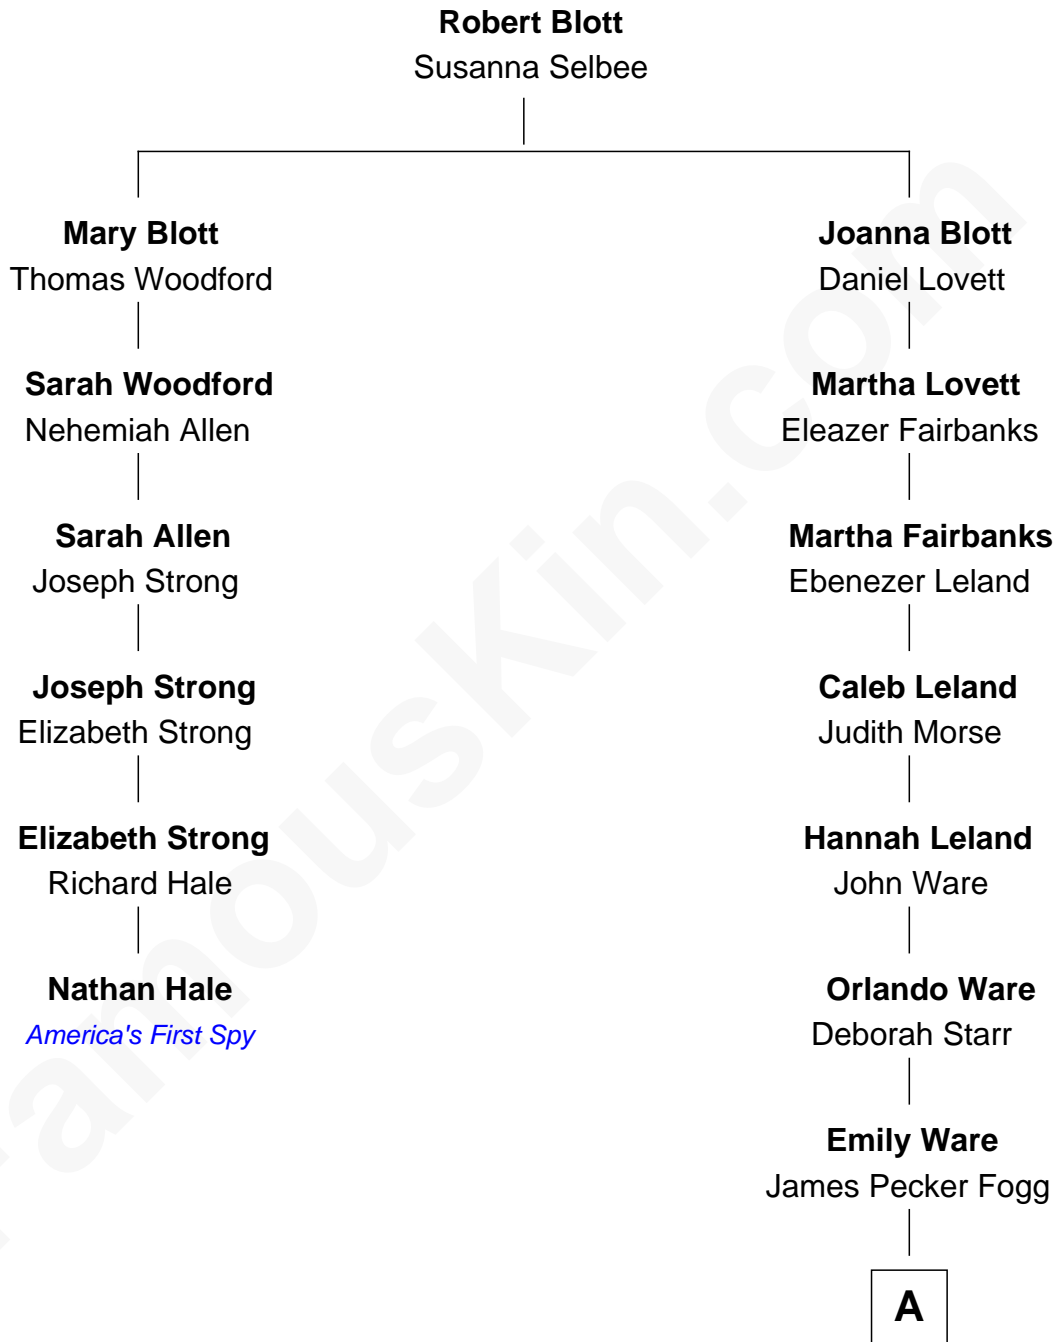 Robert Blott
Susanna Selbee
Mary Blott
Thomas Woodford
Joanna Blott
Daniel Lovett
Sarah Woodford
Nehemiah Allen
Martha Lovett
Eleazer Fairbanks
Sarah Allen
Joseph Strong
Martha Fairbanks
Ebenezer Leland
Joseph Strong
Elizabeth Strong
Caleb Leland
Judith Morse
Elizabeth Strong
Richard Hale
Hannah Leland
John Ware
Nathan Hale
America's First Spy
Orlando Ware
Deborah Starr
Emily Ware
James Pecker Fogg
A
FamousKin.com